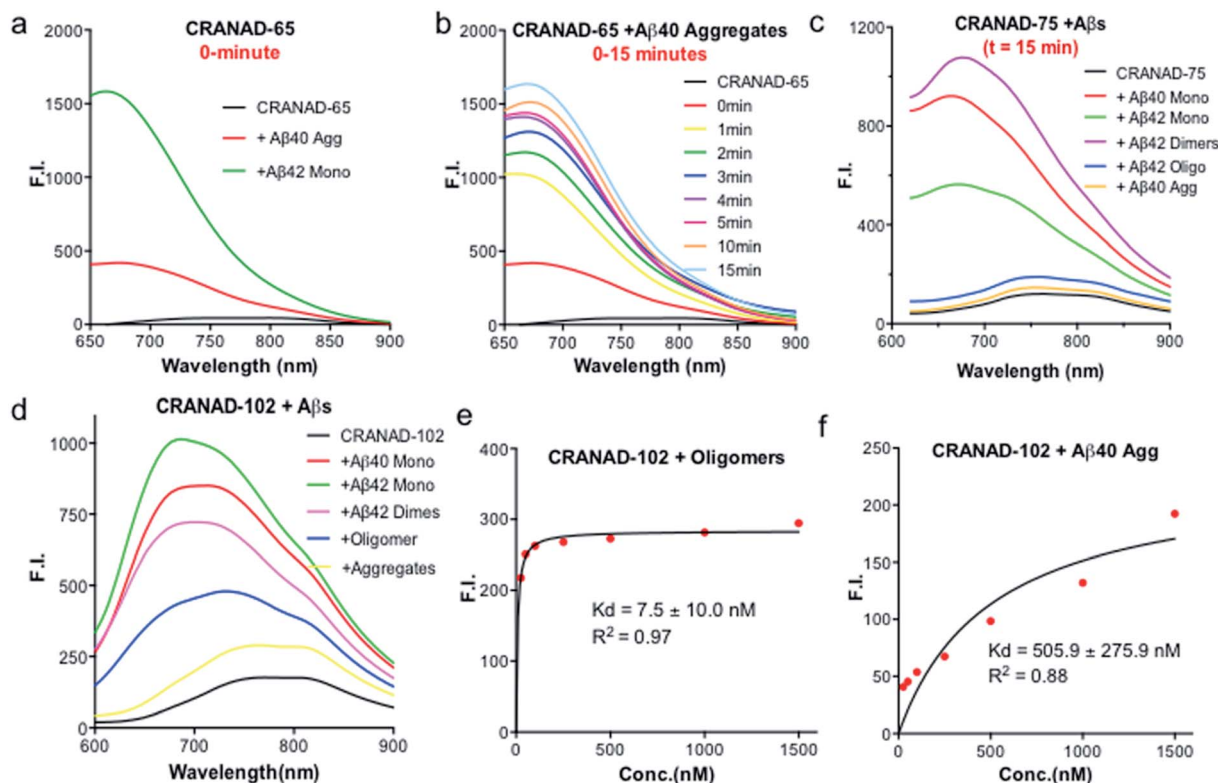 a
CRANAD-65
0-minute
2000
1500
1000
500
0
F.I.
CRANAD-65
+ Aβ40 Agg
+Aβ42 Mono
650 700 750 800 850 900
Wavelength (nm)
b
CRANAD-65 +Aβ40 Aggregates
0-15 minutes
2000
1500
1000
500
0
F.I.
CRANAD-65
0min
1min
2min
3min
4min
5min
10min
15min
650 700 750 800 850 900
Wavelength (nm)
c
CRANAD-75 +Aβs
(t = 15 min)
1200
900
600
300
0
F.I.
CRANAD-75
+ Aβ40 Mono
+ Aβ42 Mono
+ Aβ42 Dimers
+ Aβ42 Oligo
+ Aβ40 Agg
600 700 800 900
Wavelength (nm)
d
CRANAD-102 + Aβs
1000
750
500
250
0
F.I.
CRANAD-102
+Aβ40 Mono
+Aβ42 Mono
+Aβ42 Dimes
+Oligomer
+Aggregates
600 700 800 900
Wavelength(nm)
e
CRANAD-102 + Oligomers
400
300
200
100
0
F.I.
Kd = 7.5 ± 10.0 nM
R² = 0.97
0 500 1000 1500
Conc.(nM)
f
CRANAD-102 + Aβ40 Agg
250
200
150
100
50
0
F.I.
Kd = 505.9 ± 275.9 nM
R² = 0.88
0 500 1000 1500
Conc.(nM)